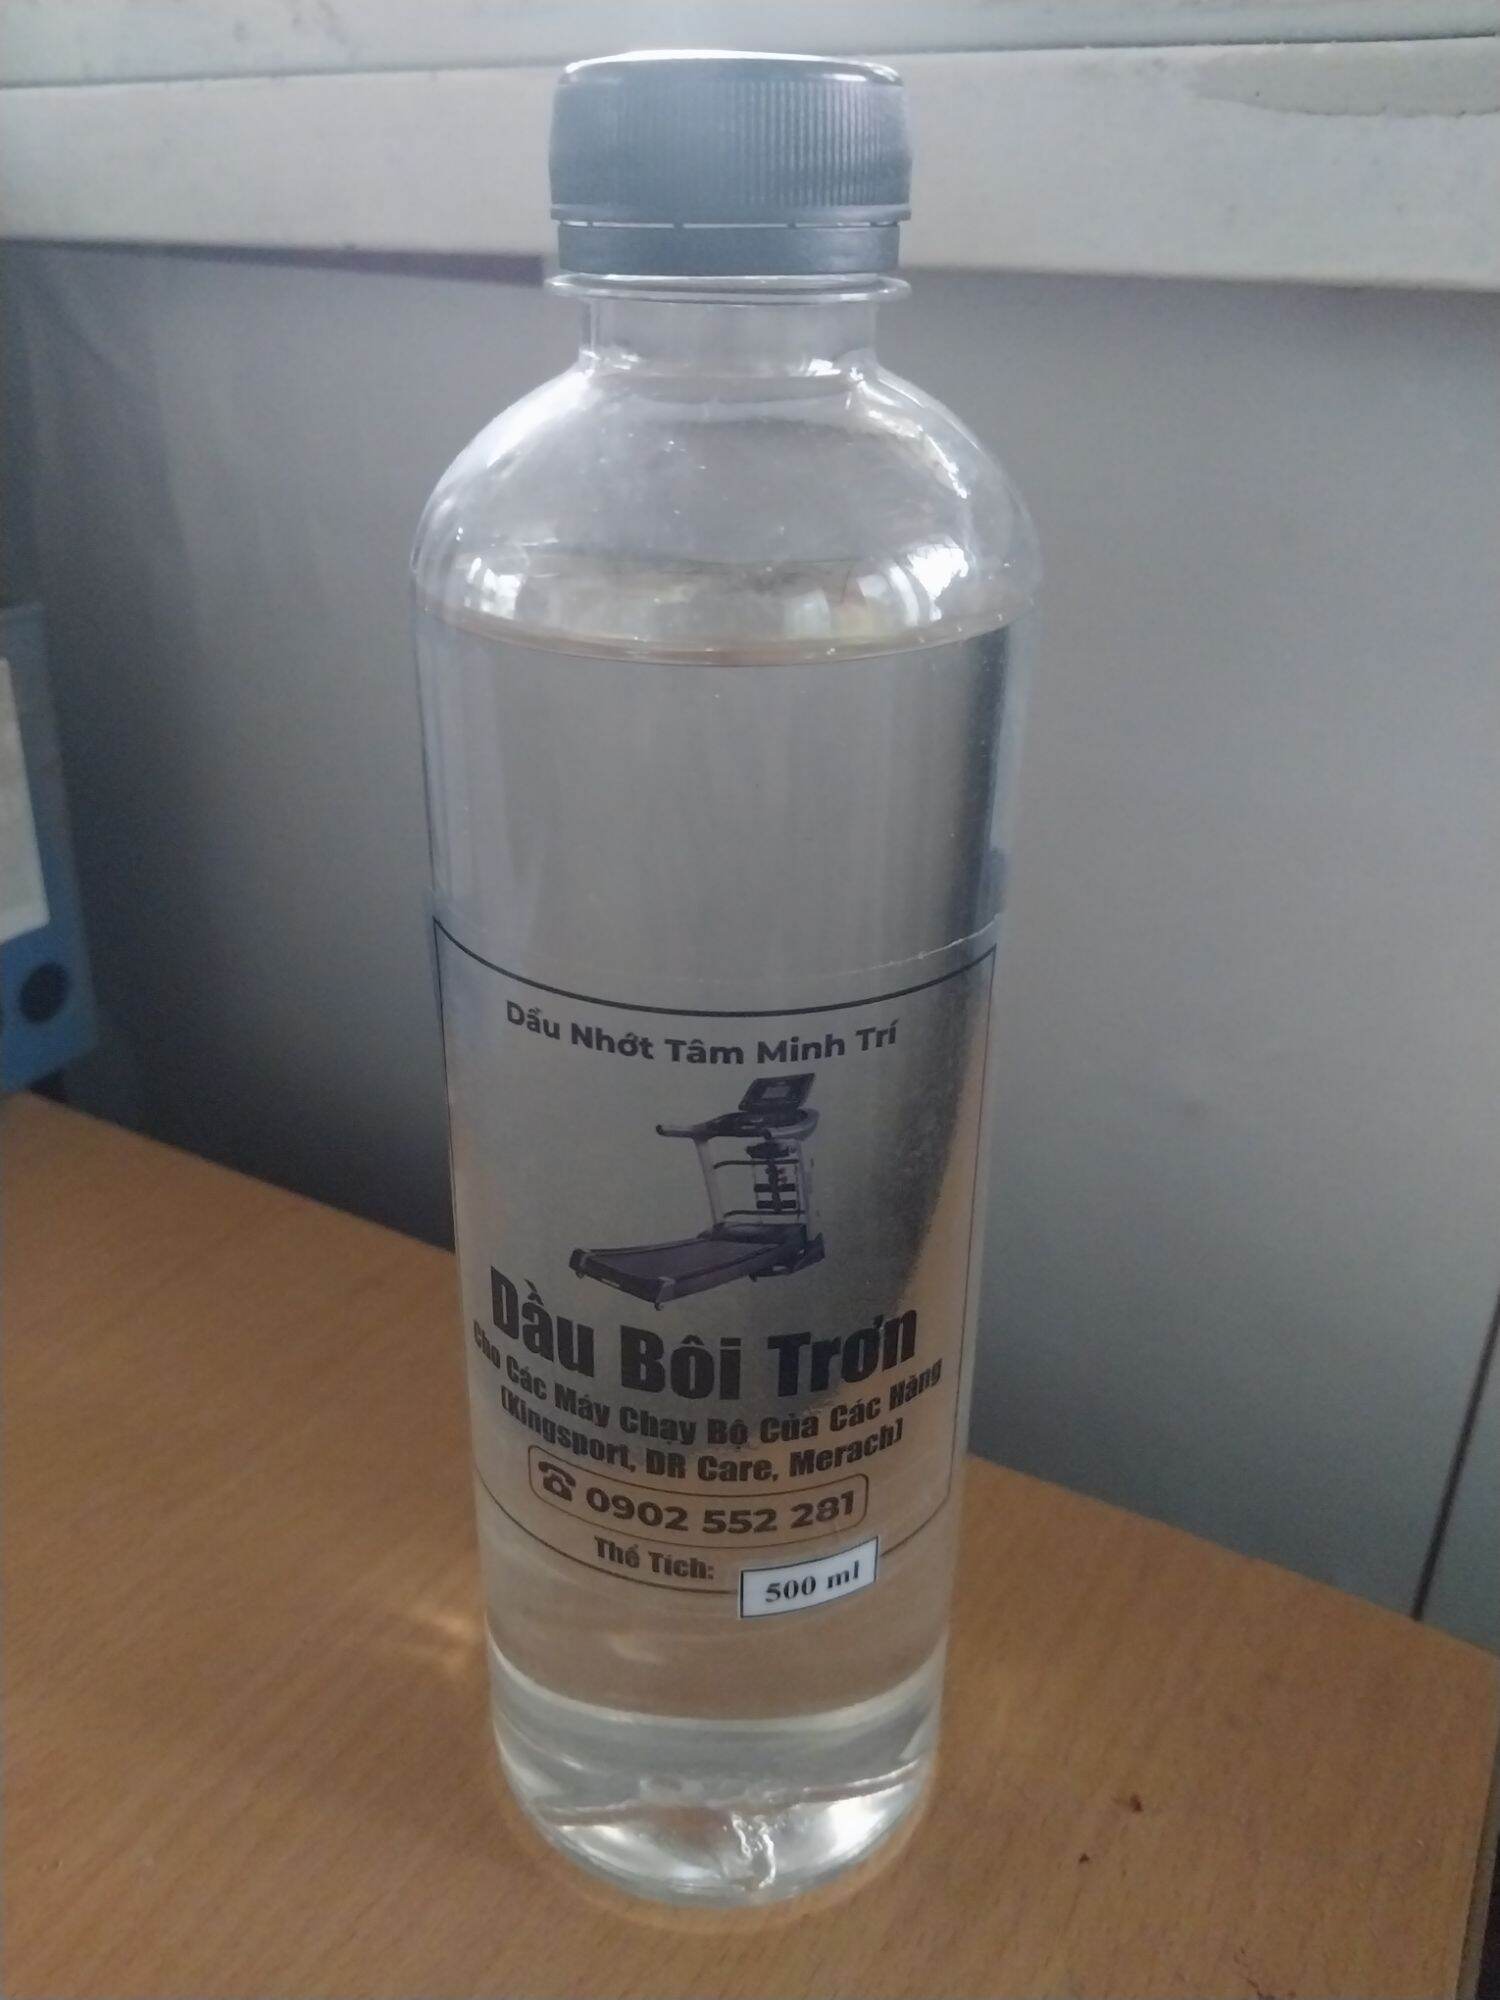 Dầu Nhớt Tâm Minh Trí
Dầu Bôi Trơn
Cho Các Máy Chạy Bộ Của Các Hãng
(Kingsport, DR Care, Merach)
☎ 0902 552 281
Thể Tích: 500 ml